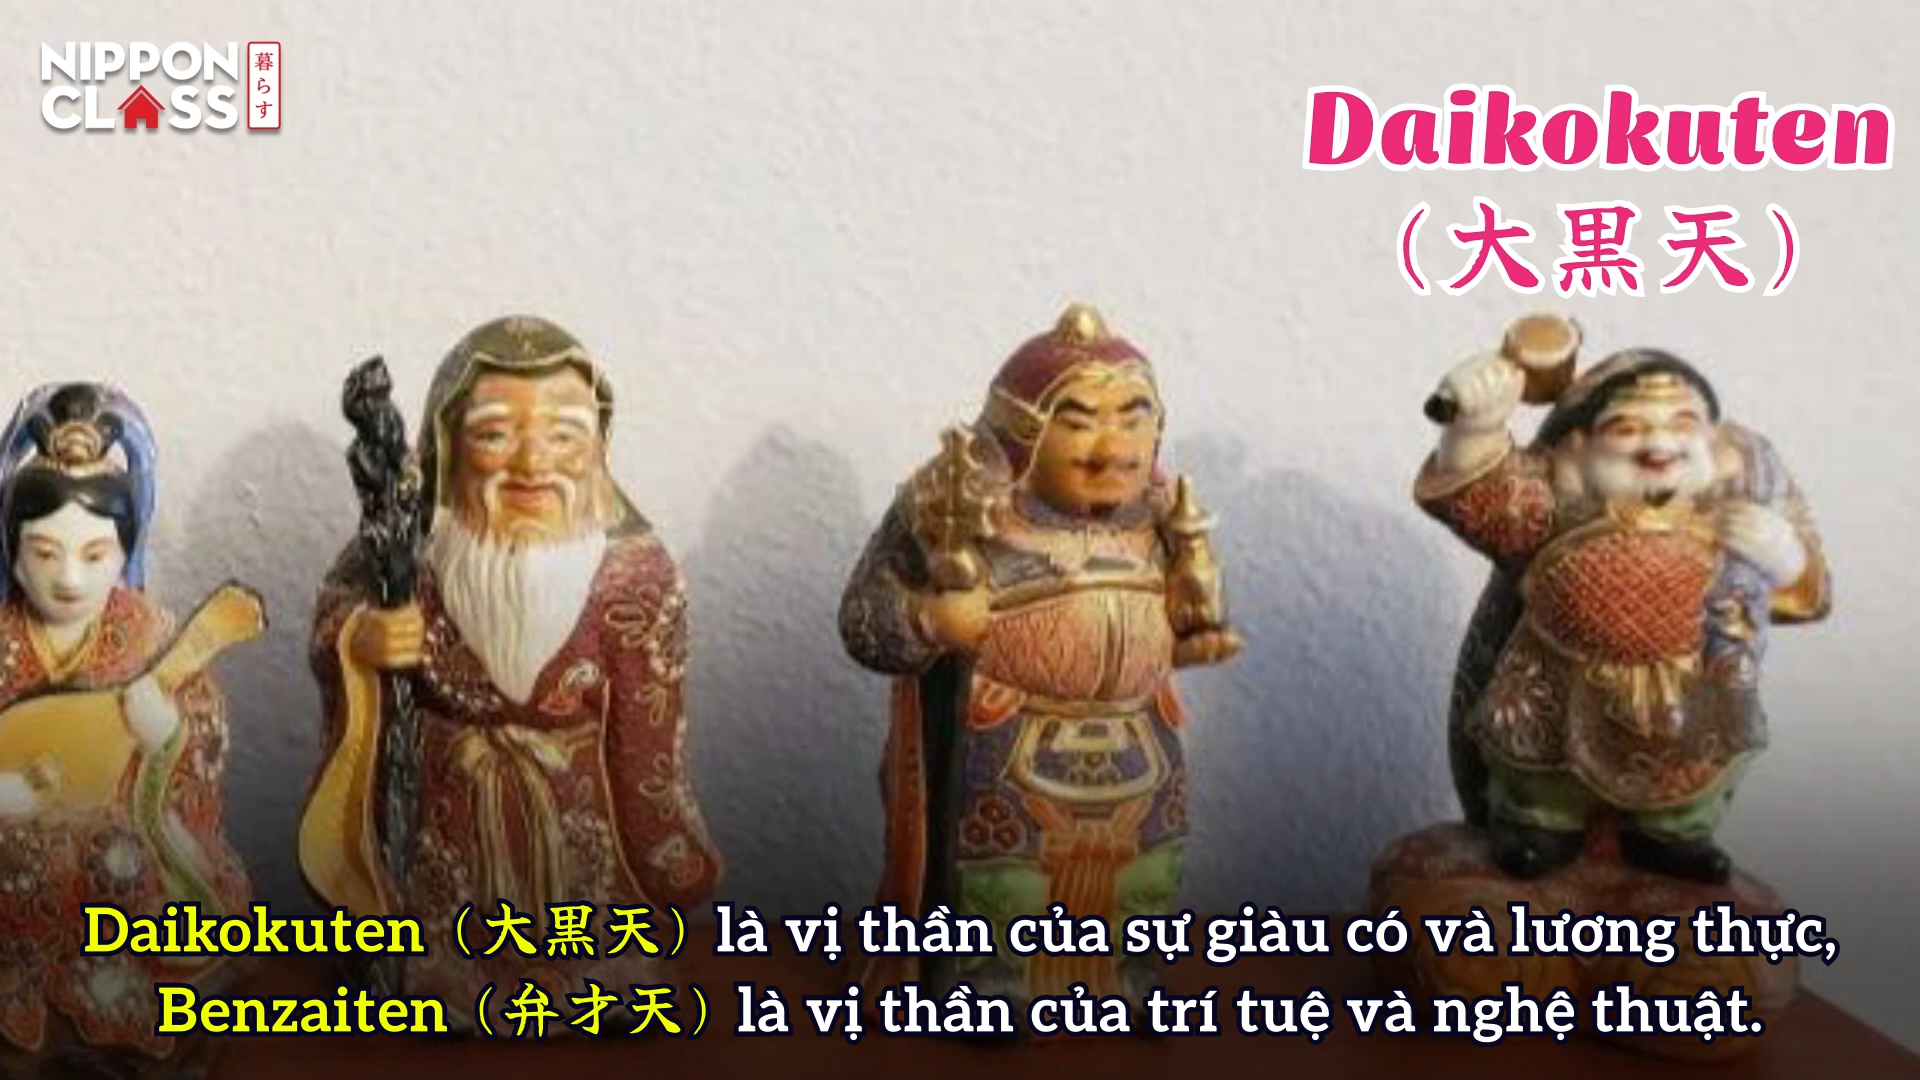 NIPPON
CLASS
暮らす
Daikokuten
（大黒天）
Daikokuten（大黒天）là vị thần của sự giàu có và lương thực,
Benzaiten（弁才天）là vị thần của trí tuệ và nghệ thuật.